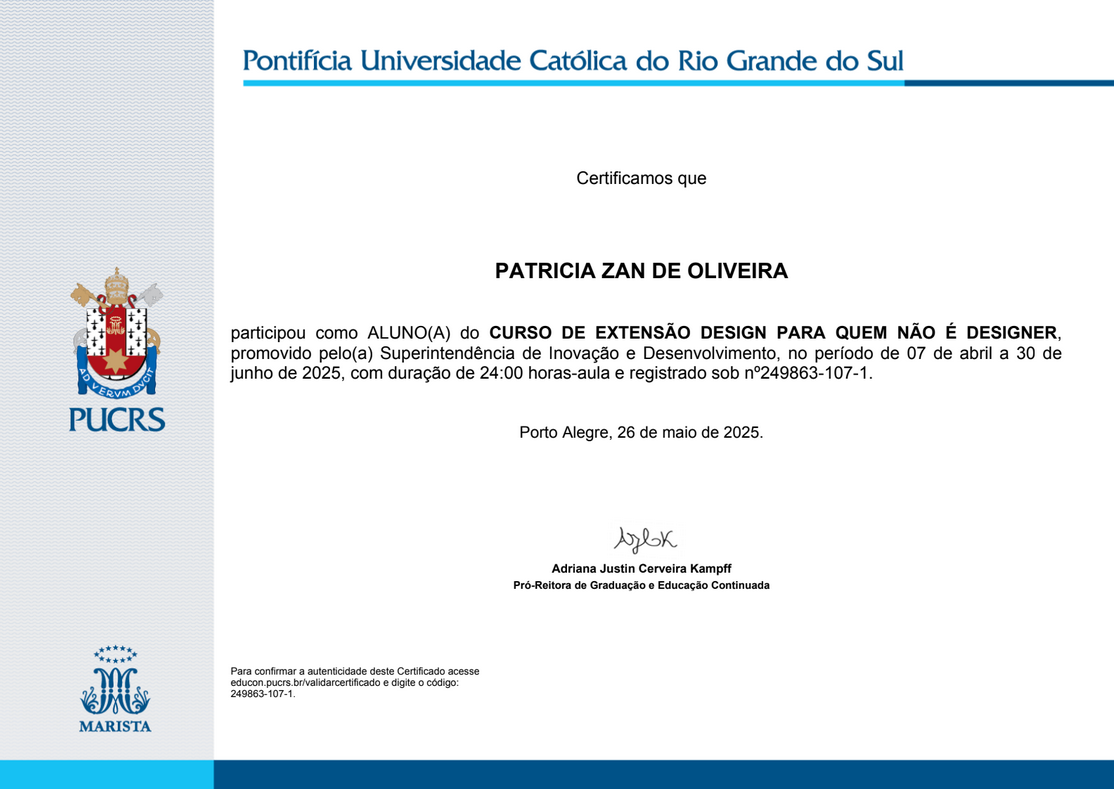 Pontifícia Universidade Católica do Rio Grande do Sul
Certificamos que
PATRICIA ZAN DE OLIVEIRA
participou como ALUNO(A) do CURSO DE EXTENSÃO DESIGN PARA QUEM NÃO É DESIGNER,
promovido pelo(a) Superintendência de Inovação e Desenvolvimento, no período de 07 de abril a 30 de
junho de 2025, com duração de 24:00 horas-aula e registrado sob nº249863-107-1.
AD VERVM DVCIT
PUCRS
Porto Alegre, 26 de maio de 2025.
Adriana Justin Cerveira Kampff
Pró-Reitora de Graduação e Educação Continuada
Para confirmar a autenticidade deste Certificado acesse
educon.pucrs.br/validarcertificado e digite o código:
249863-107-1.
MARISTA